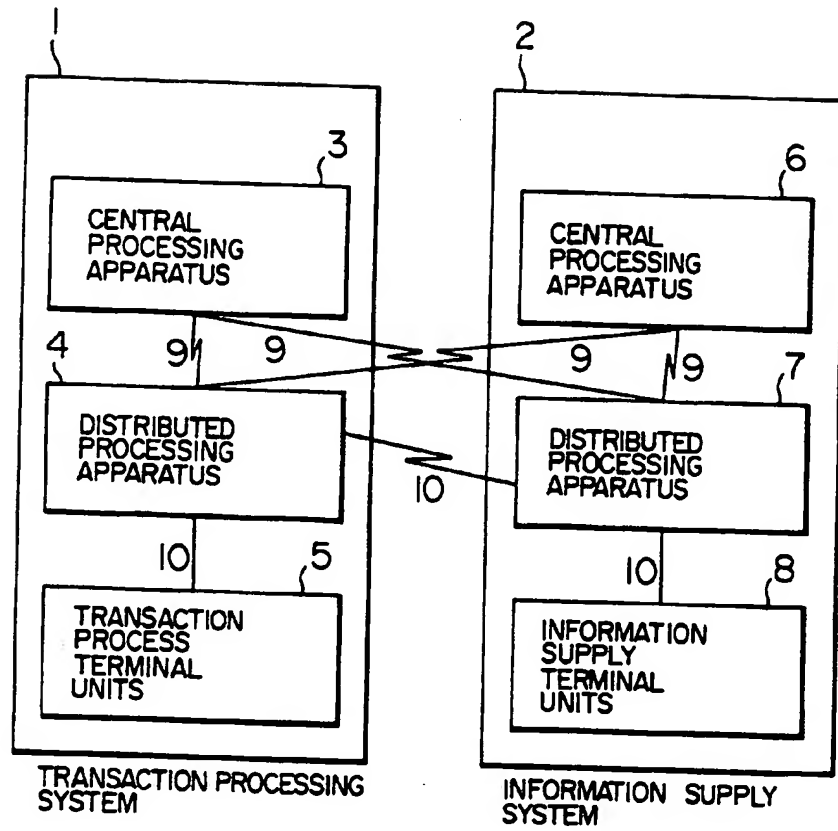 1
2
3
CENTRAL
PROCESSING
APPARATUS
6
CENTRAL
PROCESSING
APPARATUS
9
9
9
9
4
DISTRIBUTED
PROCESSING
APPARATUS
7
DISTRIBUTED
PROCESSING
APPARATUS
10
10
5
TRANSACTION
PROCESS
TERMINAL
UNITS
10
8
INFORMATION
SUPPLY
TERMINAL
UNITS
TRANSACTION PROCESSING
SYSTEM
INFORMATION SUPPLY
SYSTEM